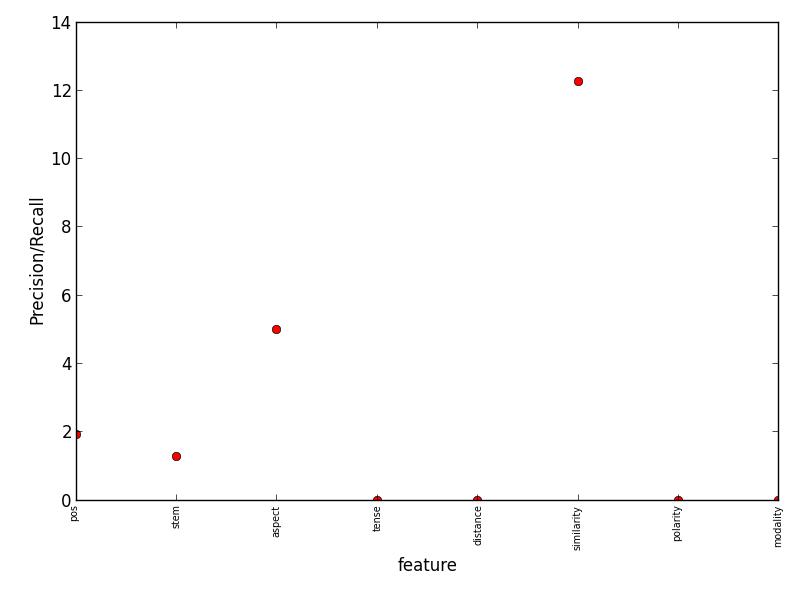 14
12
10
8
6
4
2
0
Precision/Recall
pos
stem
aspect
tense
distance
similarity
polarity
modality
feature